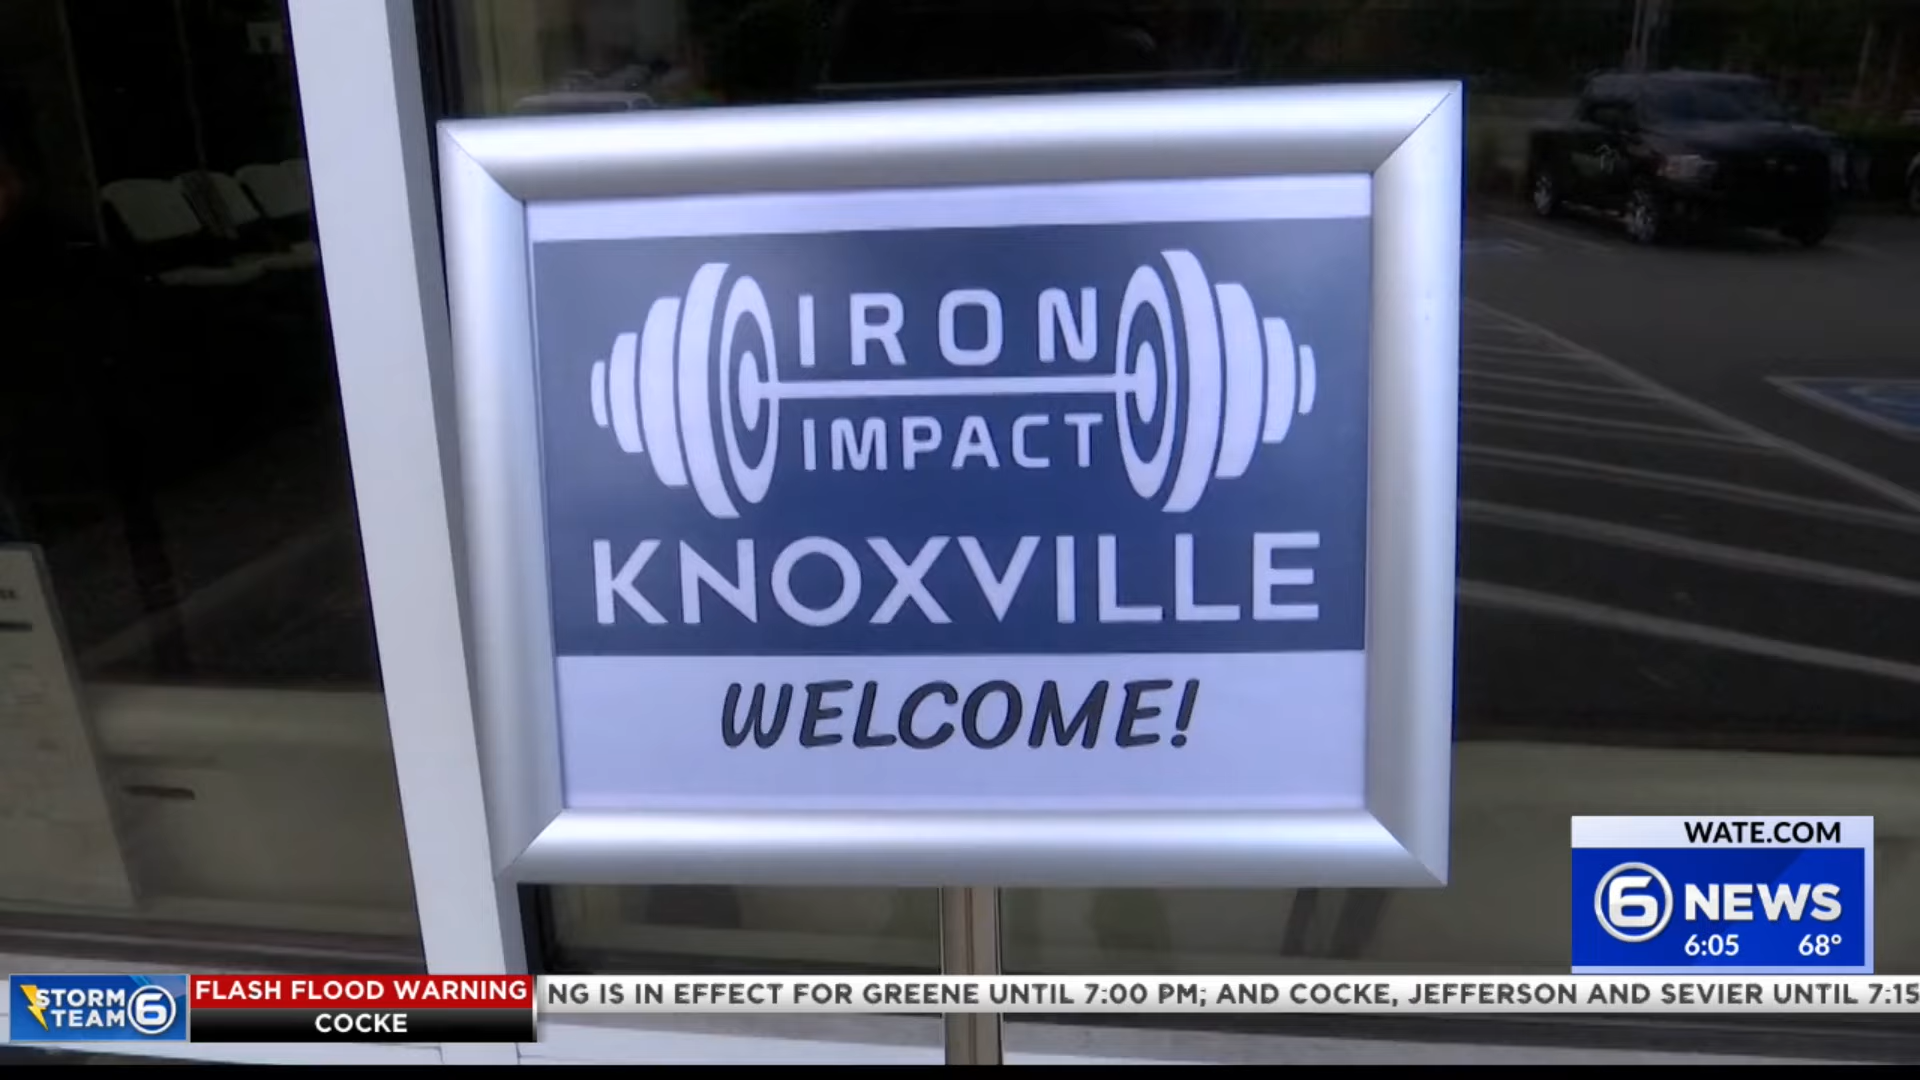 IRON
IMPACT
KNOXVILLE
WELCOME!
WATE.COM
6 NEWS
6:05 68°
STORM TEAM 6
FLASH FLOOD WARNING
COCKE
NG IS IN EFFECT FOR GREENE UNTIL 7:00 PM; AND COCKE, JEFFERSON AND SEVIER UNTIL 7:15